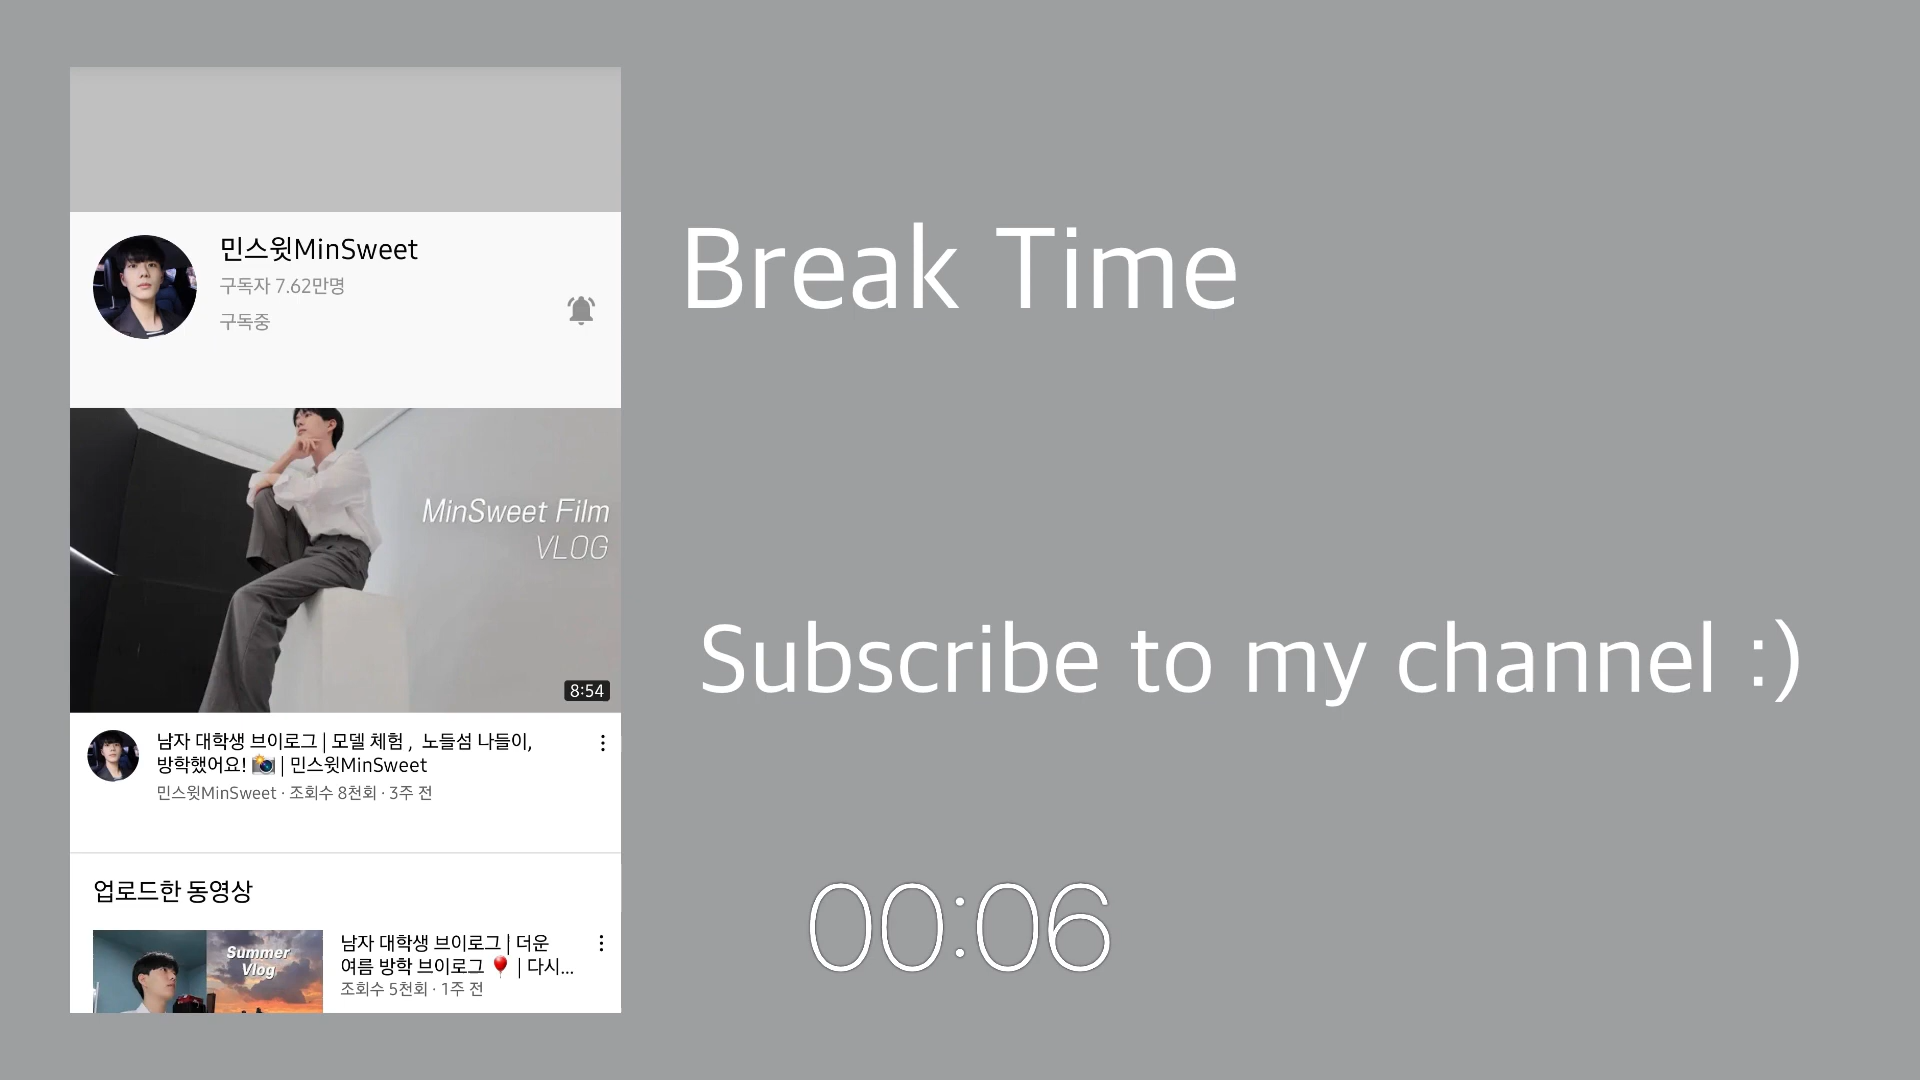 민스윗MinSweet
구독자 7.62만명
구독중
MinSweet Film
VLOG
8:54
남자 대학생 브이로그 | 모델 체험 , 노들섬 나들이,
방학했어요! 📸 | 민스윗MinSweet
민스윗MinSweet · 조회수 8천회 · 3주 전
업로드한 동영상
Summer
Vlog
남자 대학생 브이로그 | 더운
여름 방학 브이로그 🎈 | 다시...
조회수 5천회 · 1주 전
Break Time
Subscribe to my channel :)
00:06